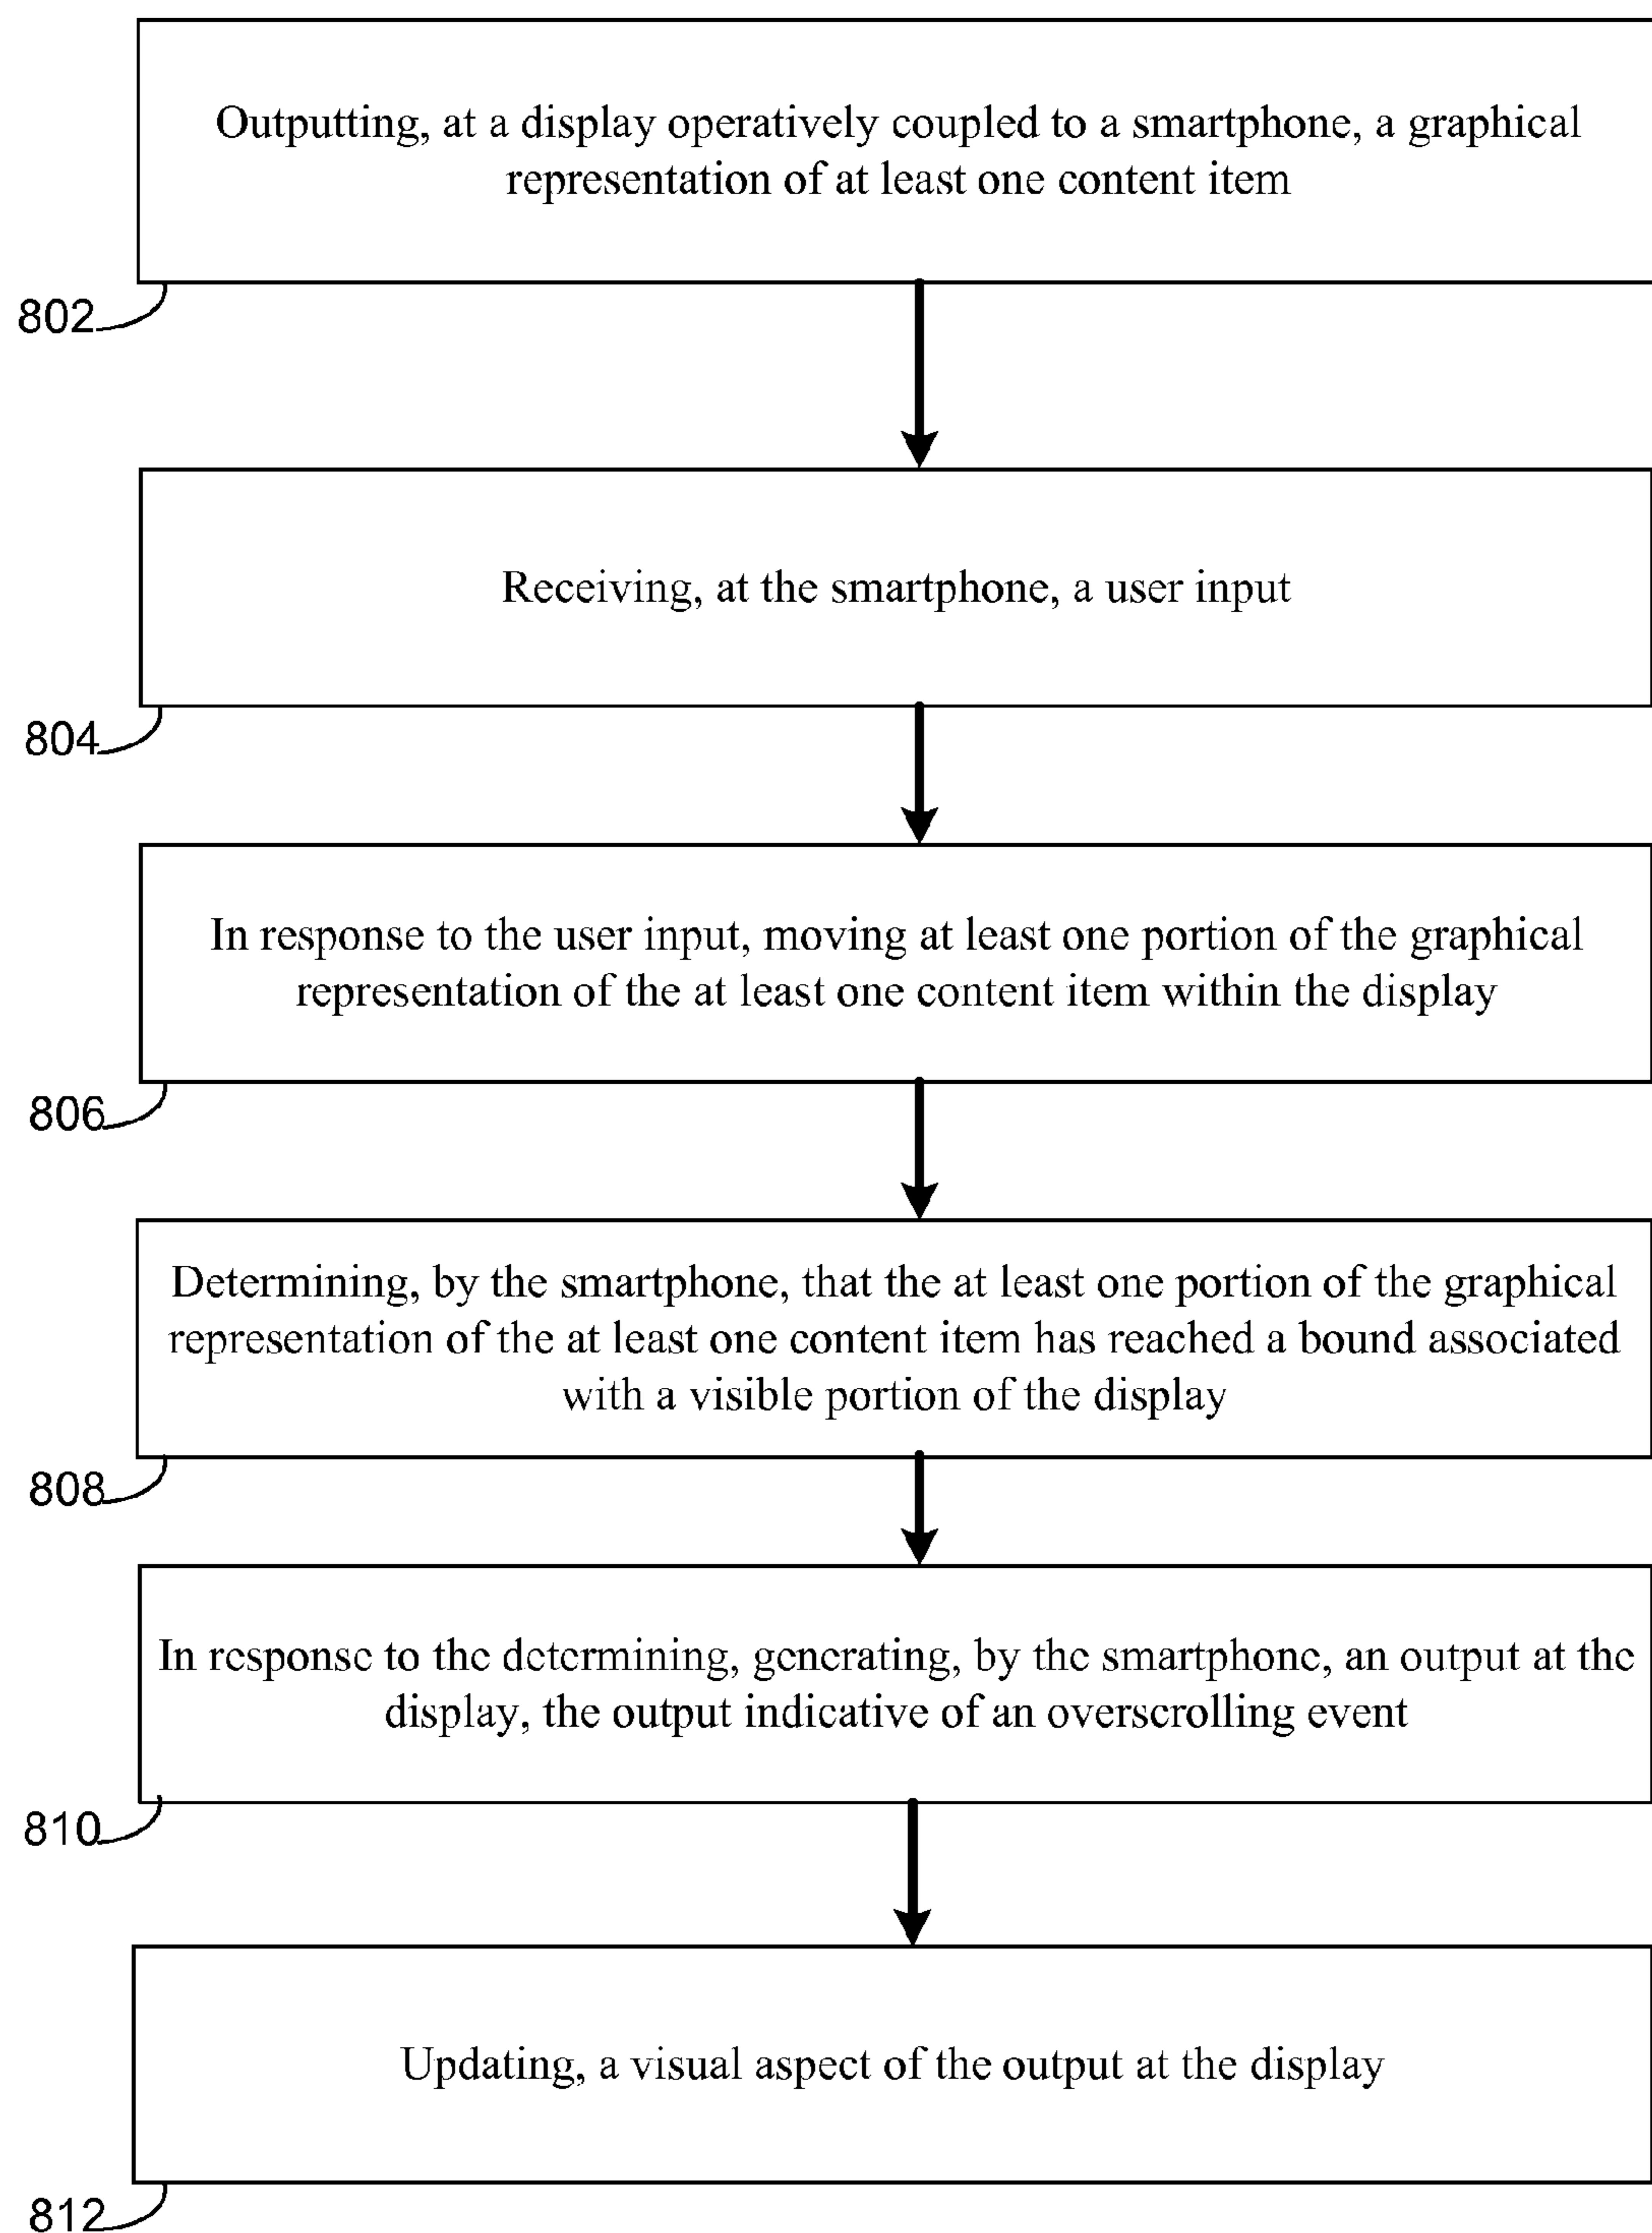 Outputting, at a display operatively coupled to a smartphone, a graphical
representation of at least one content item
802
Receiving, at the smartphone, a user input
804
In response to the user input, moving at least one portion of the graphical
representation of the at least one content item within the display
806
Determining, by the smartphone, that the at least one portion of the graphical
representation of the at least one content item has reached a bound associated
with a visible portion of the display
808
In response to the determining, generating, by the smartphone, an output at the
display, the output indicative of an overscrolling event
810
Updating, a visual aspect of the output at the display
812